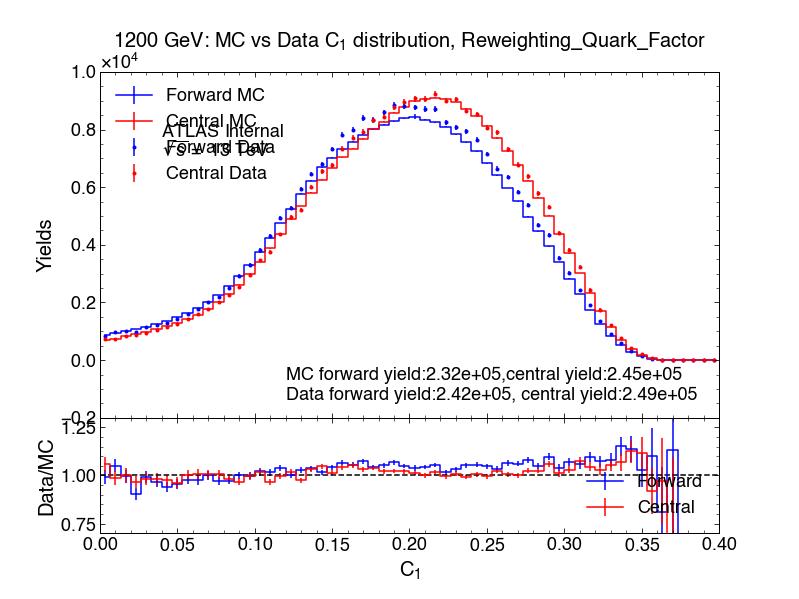 1200 GeV: MC vs Data C1 distribution, Reweighting_Quark_Factor
×10^4
1.0
0.8
0.6
0.4
0.2
0.0
−0.2
Yields
Forward MC
Central MC
ATLAS Internal
Forward Data
√s = 13 TeV
Central Data
MC forward yield:2.32e+05,central yield:2.45e+05
Data forward yield:2.42e+05, central yield:2.49e+05
1.25
1.00
0.75
Data/MC
Forward
Central
0.00 0.05 0.10 0.15 0.20 0.25 0.30 0.35 0.40
C1